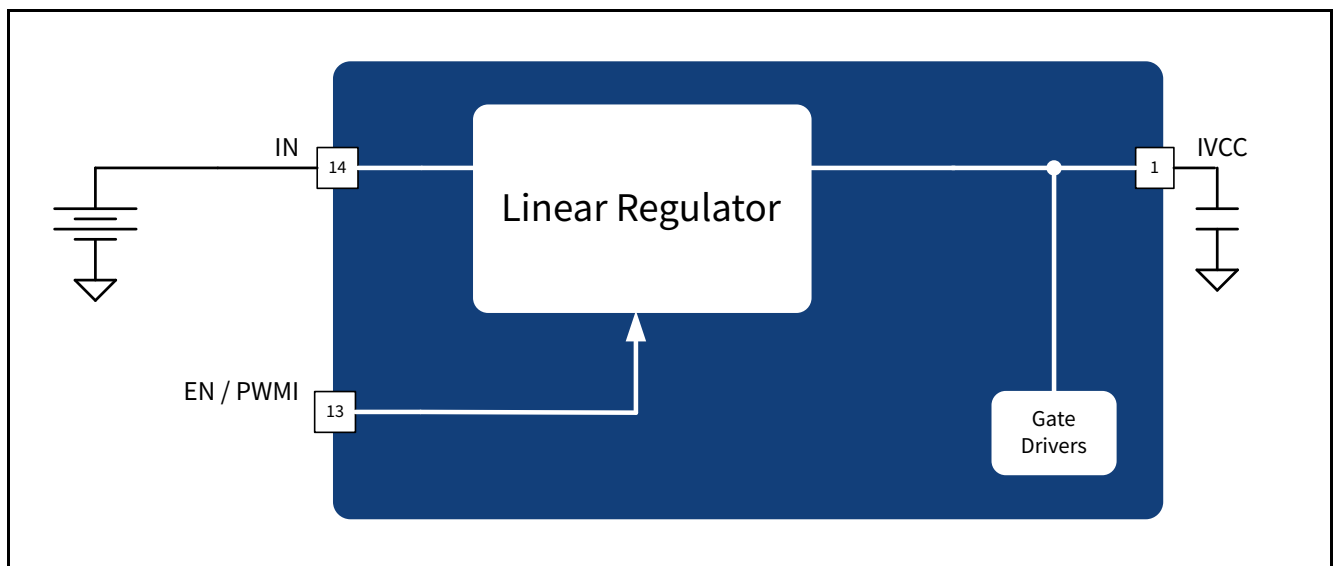 IN
14
Linear Regulator
1
IVCC
EN / PWMI
13
Gate
Drivers